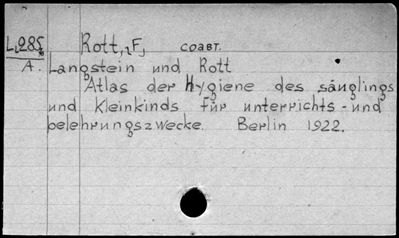 L285 Rott, F, СОАВТ.
A. Langstein und Rott
Atlas der Hygiene des säuglings
und Kleinkinds für unterrichts - und
belehrungszwecke. Berlin 1922.